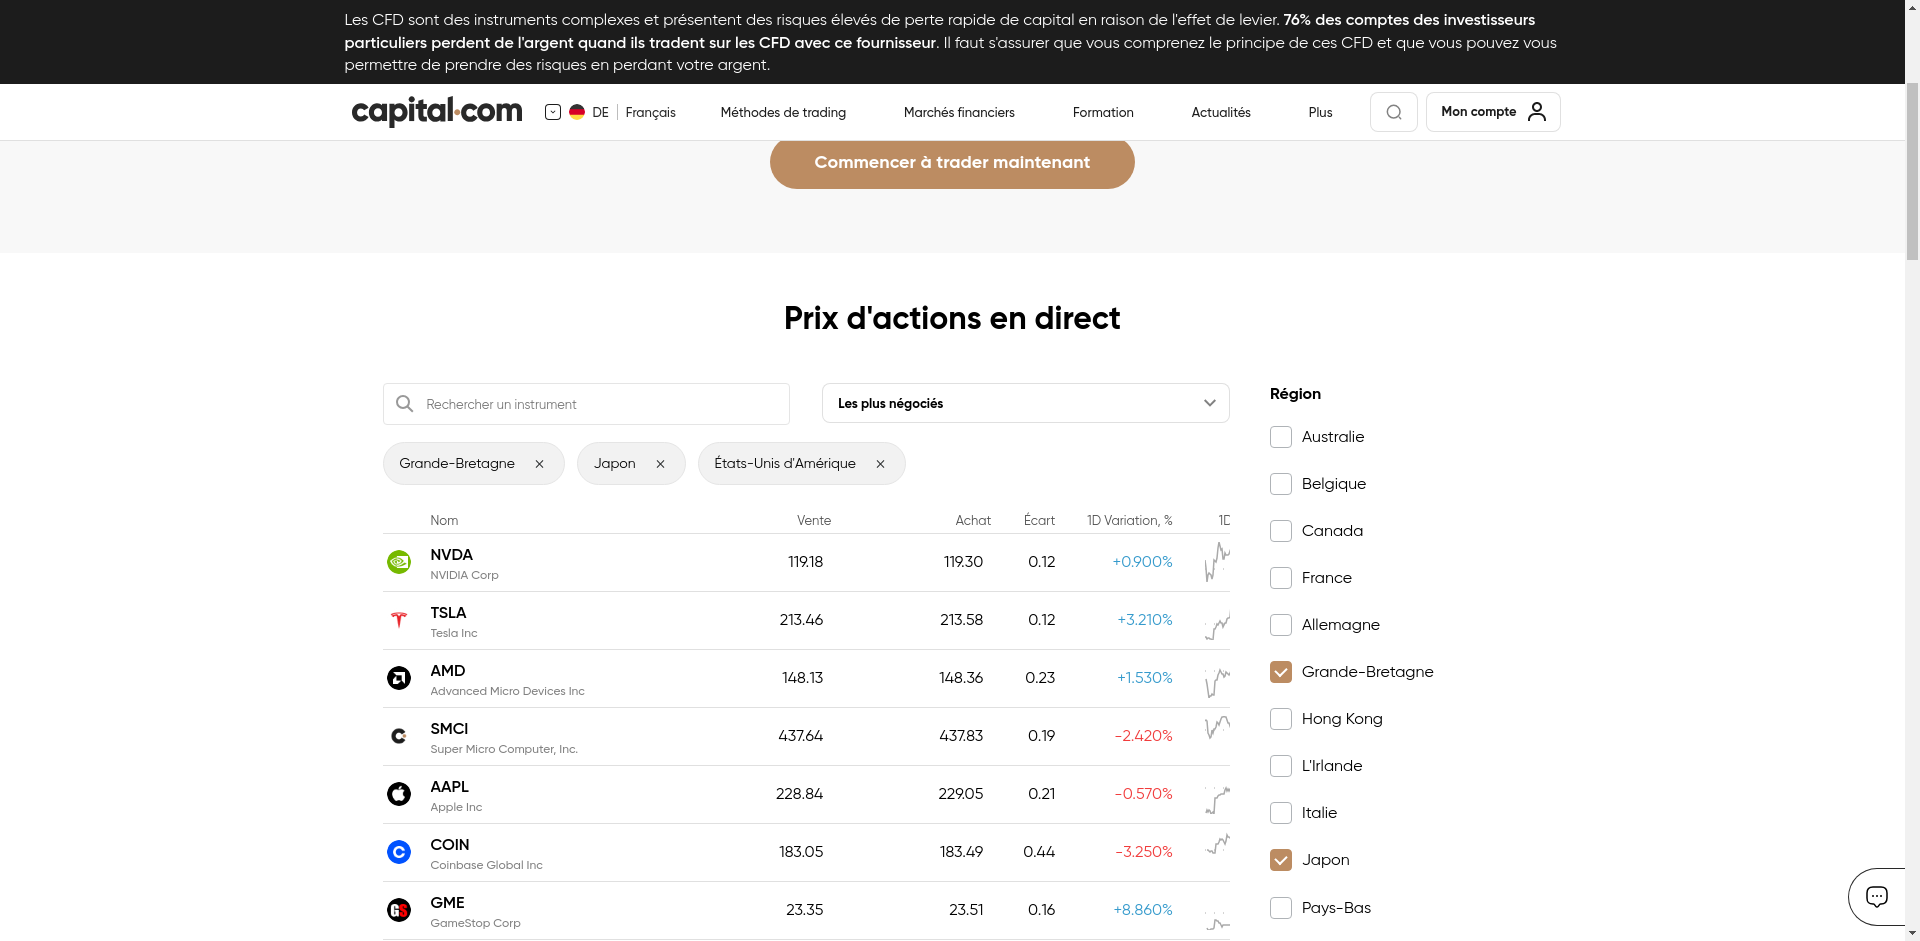 Les CFD sont des instruments complexes et présentent des risques élevés de perte rapide de capital en raison de l'effet de levier. 76% des comptes des investisseurs
particuliers perdent de l'argent quand ils tradent sur les CFD avec ce fournisseur. Il faut s'assurer que vous comprenez le principe de ces CFD et que vous pouvez vous
permettre de prendre des risques en perdant votre argent.
capital.com DE Français Méthodes de trading Marchés financiers Formation Actualités Plus Mon compte
Commencer à trader maintenant
Prix d'actions en direct
Rechercher un instrument
Les plus négociés
Grande-Bretagne Japon États-Unis d'Amérique
Nom Vente Achat Écart 1D Variation, % 1D
NVDA
NVIDIA Corp
119.18 119.30 0.12 +0.900%
TSLA
Tesla Inc
213.46 213.58 0.12 +3.210%
AMD
Advanced Micro Devices Inc
148.13 148.36 0.23 +1.530%
SMCI
Super Micro Computer, Inc.
437.64 437.83 0.19 -2.420%
AAPL
Apple Inc
228.84 229.05 0.21 -0.570%
COIN
Coinbase Global Inc
183.05 183.49 0.44 -3.250%
GS
GME
GameStop Corp
23.35 23.51 0.16 +8.860%
Région
Australie
Belgique
Canada
France
Allemagne
Grande-Bretagne
Hong Kong
L'Irlande
Italie
Japon
Pays-Bas